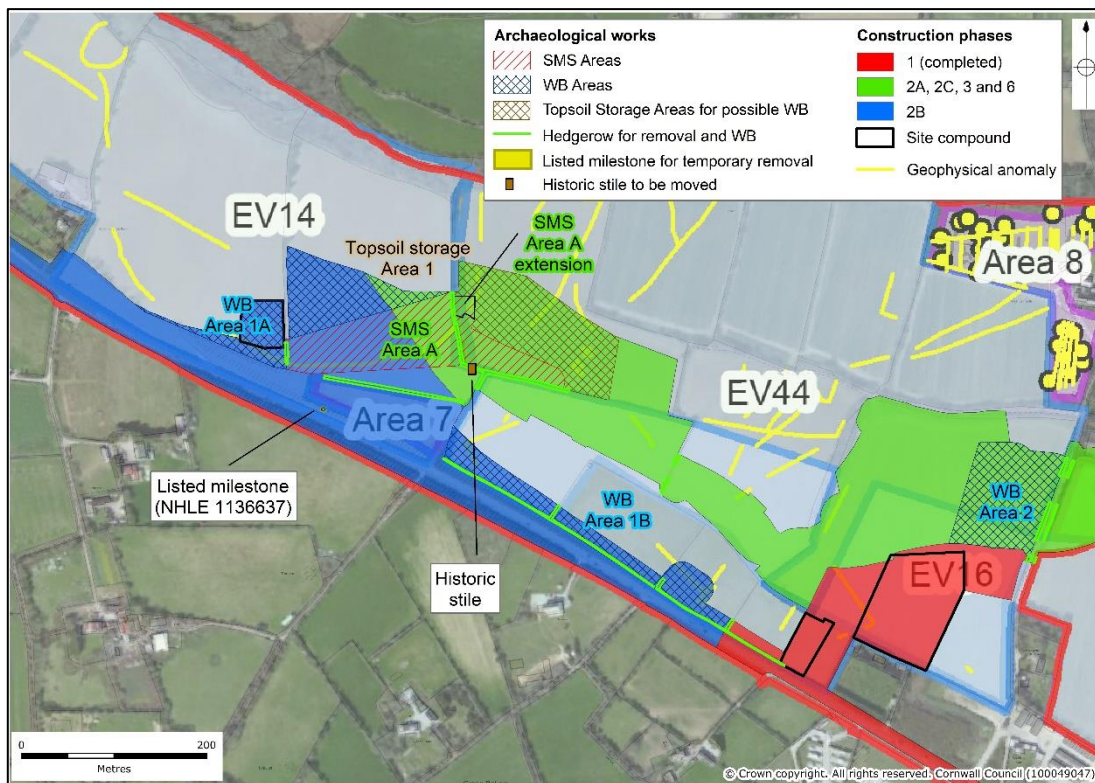 Archaeological works
SMS Areas
WB Areas
Topsoil Storage Areas for possible WB
Hedgerow for removal and WB
Listed milestone for temporary removal
Historic stile to be moved
Construction phases
1 (completed)
2A, 2C, 3 and 6
2B
Site compound
Geophysical anomaly
EV14
Topsoil storage
Area 1
SMS
Area A
extension
Area 8
WB
Area 1A
SMS
Area A
EV44
Area 7
Listed milestone
(NHLE 1136637)
WB
Area 1B
WB
Area 2
Historic
stile
EV16
0
200
Metres
© Crown copyright. All rights reserved. Cornwall Council (100049047)